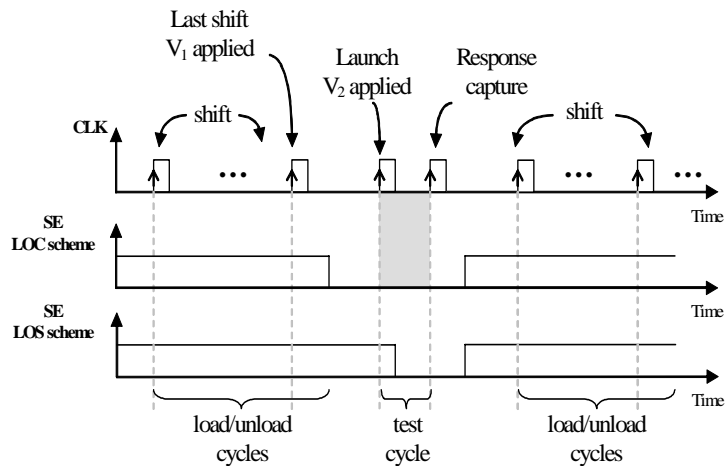 Last shift
V1 applied
Launch
V2 applied
Response
capture
shift
shift
CLK
•••
•••
•••
Time
SE
LOC scheme
Time
SE
LOS scheme
Time
load/unload
cycles
test
cycle
load/unload
cycles